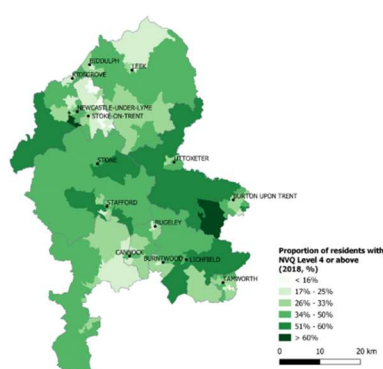 BIDDULPH
LEEK
KIDSGROVE
NEWCASTLE-UNDER-LYME
STOKE-ON-TRENT
STONE
UTTOXETER
BURTON UPON TRENT
STAFFORD
RUGELEY
CANNOCK
BURNTWOOD
LICHFIELD
TAMWORTH
Proportion of residents with
NVQ Level 4 or above
(2018, %)
< 16%
17% - 25%
26% - 33%
34% - 50%
51% - 60%
> 60%
0 10 20 km